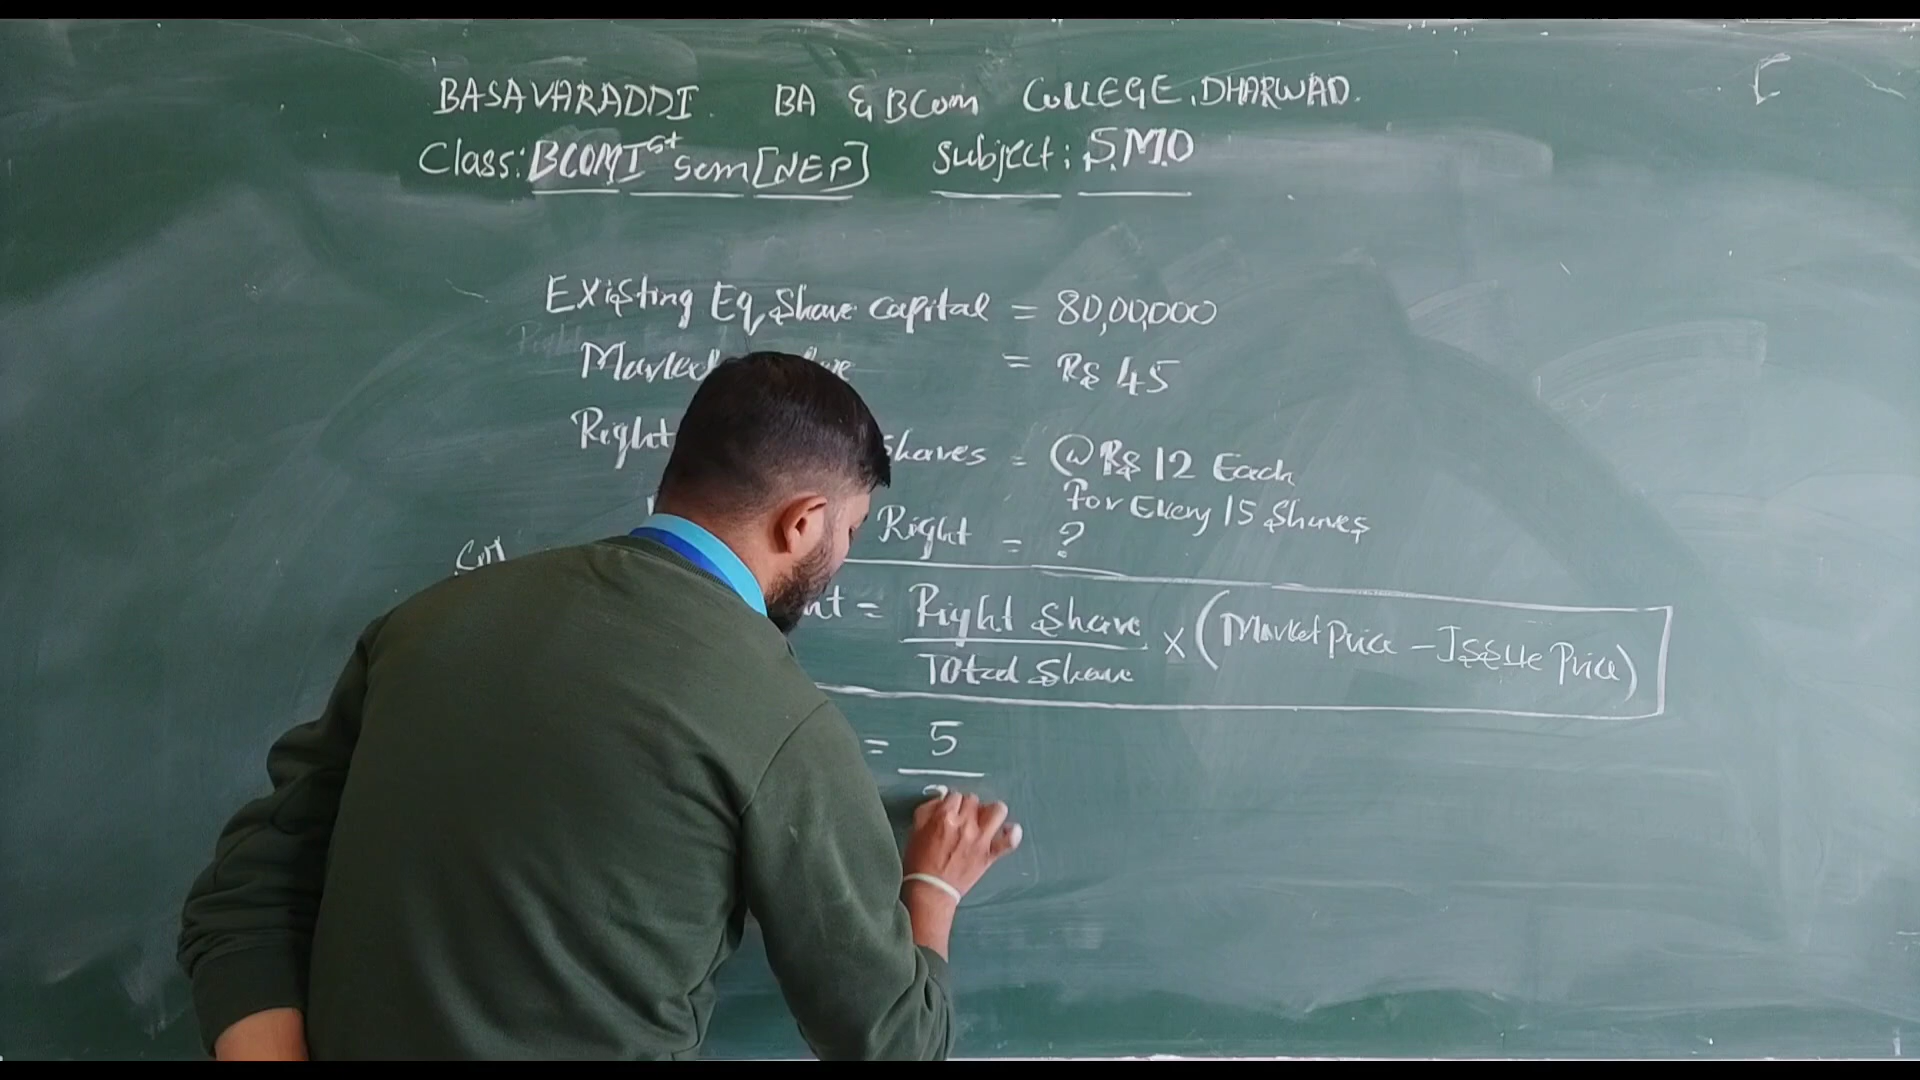 BASAVARADDI. BA & BCom COLLEGE, DHARWAD.
Class: BCOM Ist sem [NEP] Subject: S.M.O
Existing Eq Share capital = 80,00,000
= RS 45
Right Shares = @ RS 12 Each
For Every 15 Shares
Right = ?
= Right Share / Total Share × (Market Price - Issue Price)
= 5